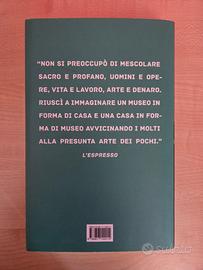 "NON SI PREOCCUPÒ DI MESCOLARE
SACRO E PROFANO, UOMINI E OPE-
RE, VITA E LAVORO, ARTE E DENARO.
RIUSCÌ A IMMAGINARE UN MUSEO IN
FORMA DI CASA E UNA CASA IN FOR-
MA DI MUSEO AVVICINANDO I MOLTI
ALLA PRESUNTA ARTE DEI POCHI."
L'ESPRESSO
subito